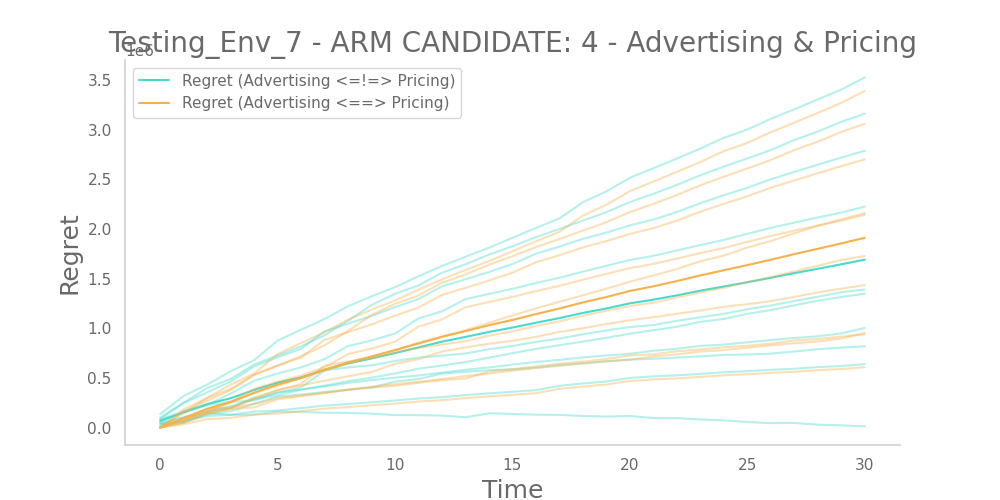 Testing_Env_7 - ARM CANDIDATE: 4 - Advertising & Pricing
1e6
Regret (Advertising <=!=> Pricing)
Regret (Advertising <==> Pricing)
3.5
3.0
2.5
2.0
1.5
1.0
0.5
0.0
Regret
0 5 10 15 20 25 30
Time